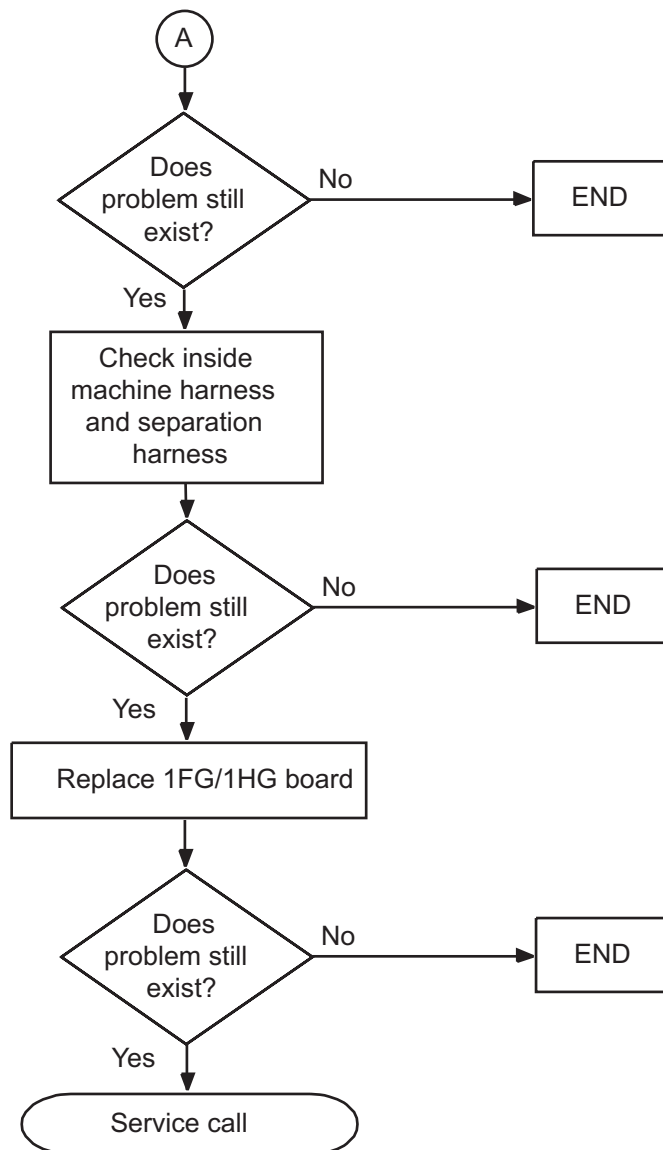 A
Does
problem still
exist?
No
END
Yes
Check inside
machine harness
and separation
harness
Does
problem still
exist?
No
END
Yes
Replace 1FG/1HG board
Does
problem still
exist?
No
END
Yes
Service call